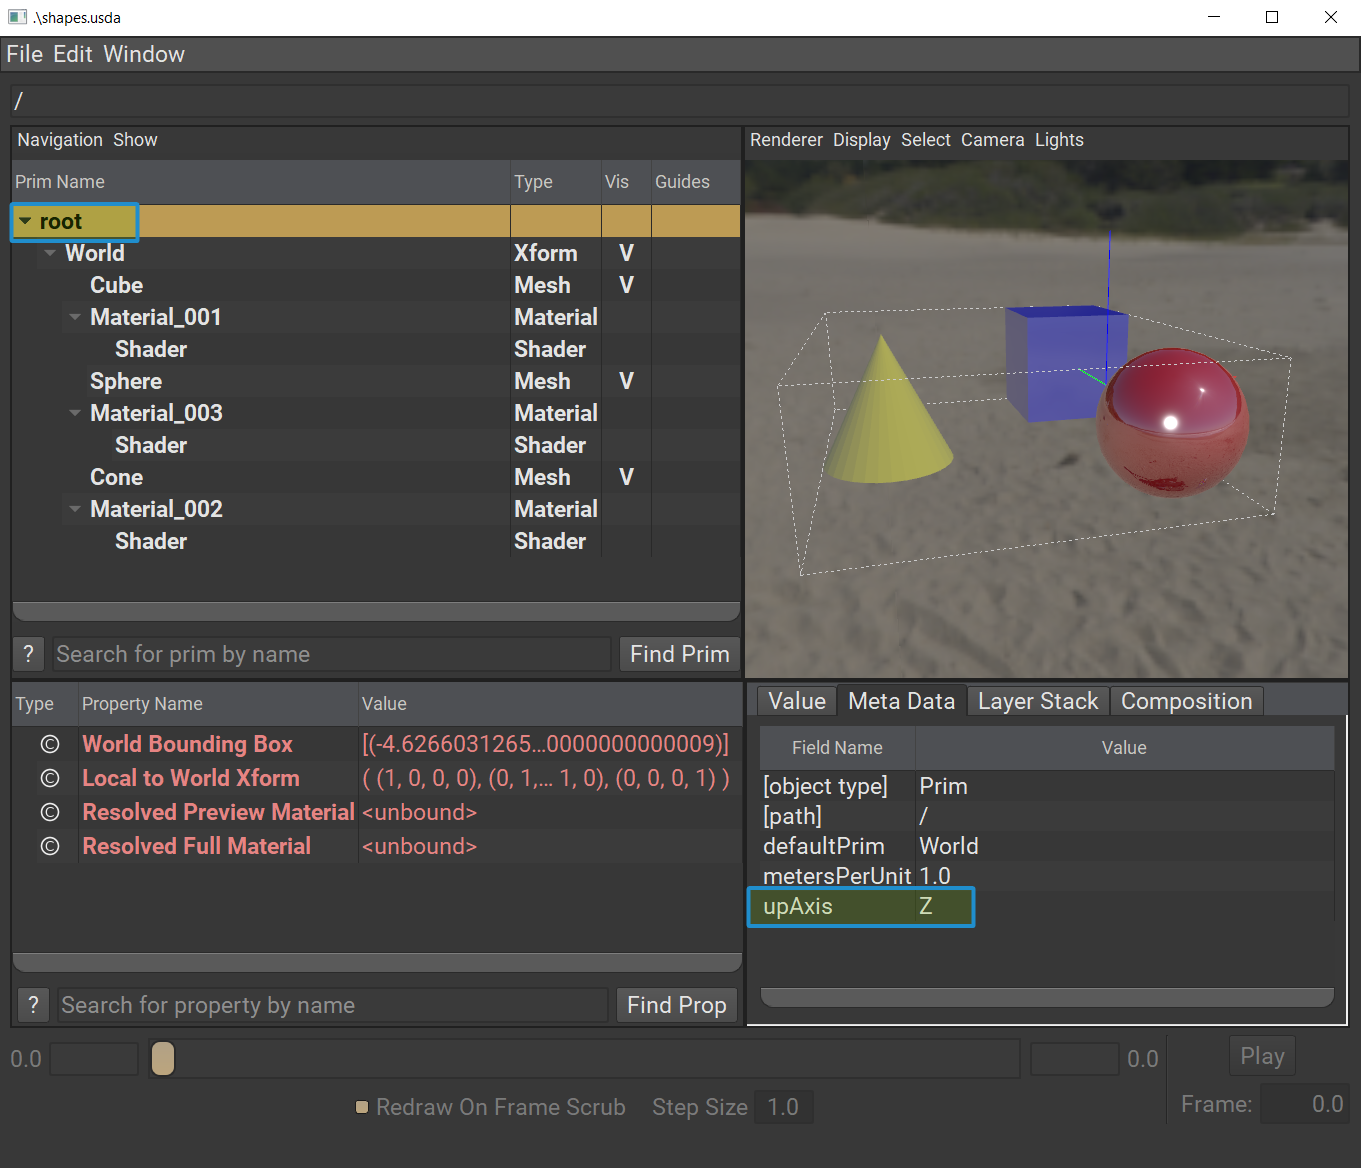 .\shapes.usda
File Edit Window
/
Navigation Show
Prim Name Type Vis Guides
root
World Xform V
Cube Mesh V
Material_001 Material
Shader Shader
Sphere Mesh V
Material_003 Material
Shader Shader
Cone Mesh V
Material_002 Material
Shader Shader
? Search for prim by name Find Prim
Renderer Display Select Camera Lights
Type Property Name Value
© World Bounding Box [(-4.6266031265...0000000000009)]
© Local to World Xform ( (1, 0, 0, 0), (0, 1,... 1, 0), (0, 0, 0, 1) )
© Resolved Preview Material <unbound>
© Resolved Full Material <unbound>
? Search for property by name Find Prop
Value Meta Data Layer Stack Composition
Field Name Value
[object type] Prim
[path] /
defaultPrim World
metersPerUnit 1.0
upAxis Z
0.0 0.0 Play
Redraw On Frame Scrub Step Size 1.0 Frame: 0.0